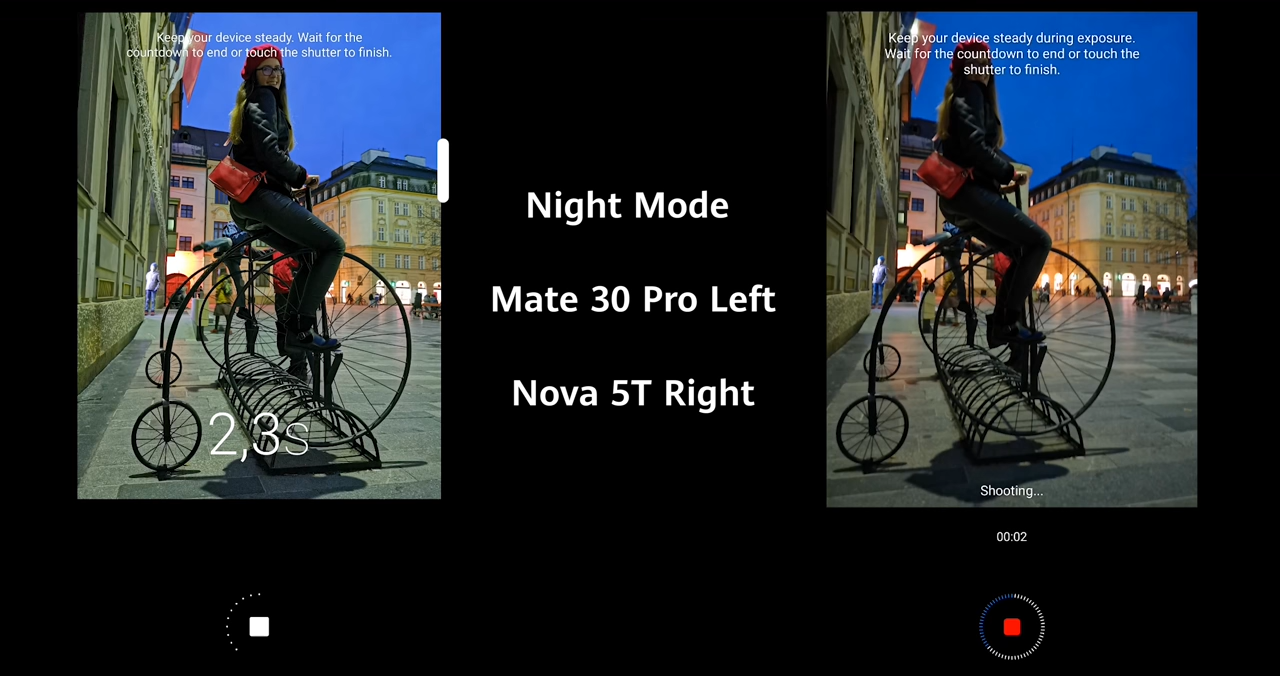 Keep your device steady. Wait for the
countdown to end or touch the shutter to finish.
2,3s
Night Mode
Mate 30 Pro Left
Nova 5T Right
Keep your device steady during exposure.
Wait for the countdown to end or touch the
shutter to finish.
Shooting...
00:02